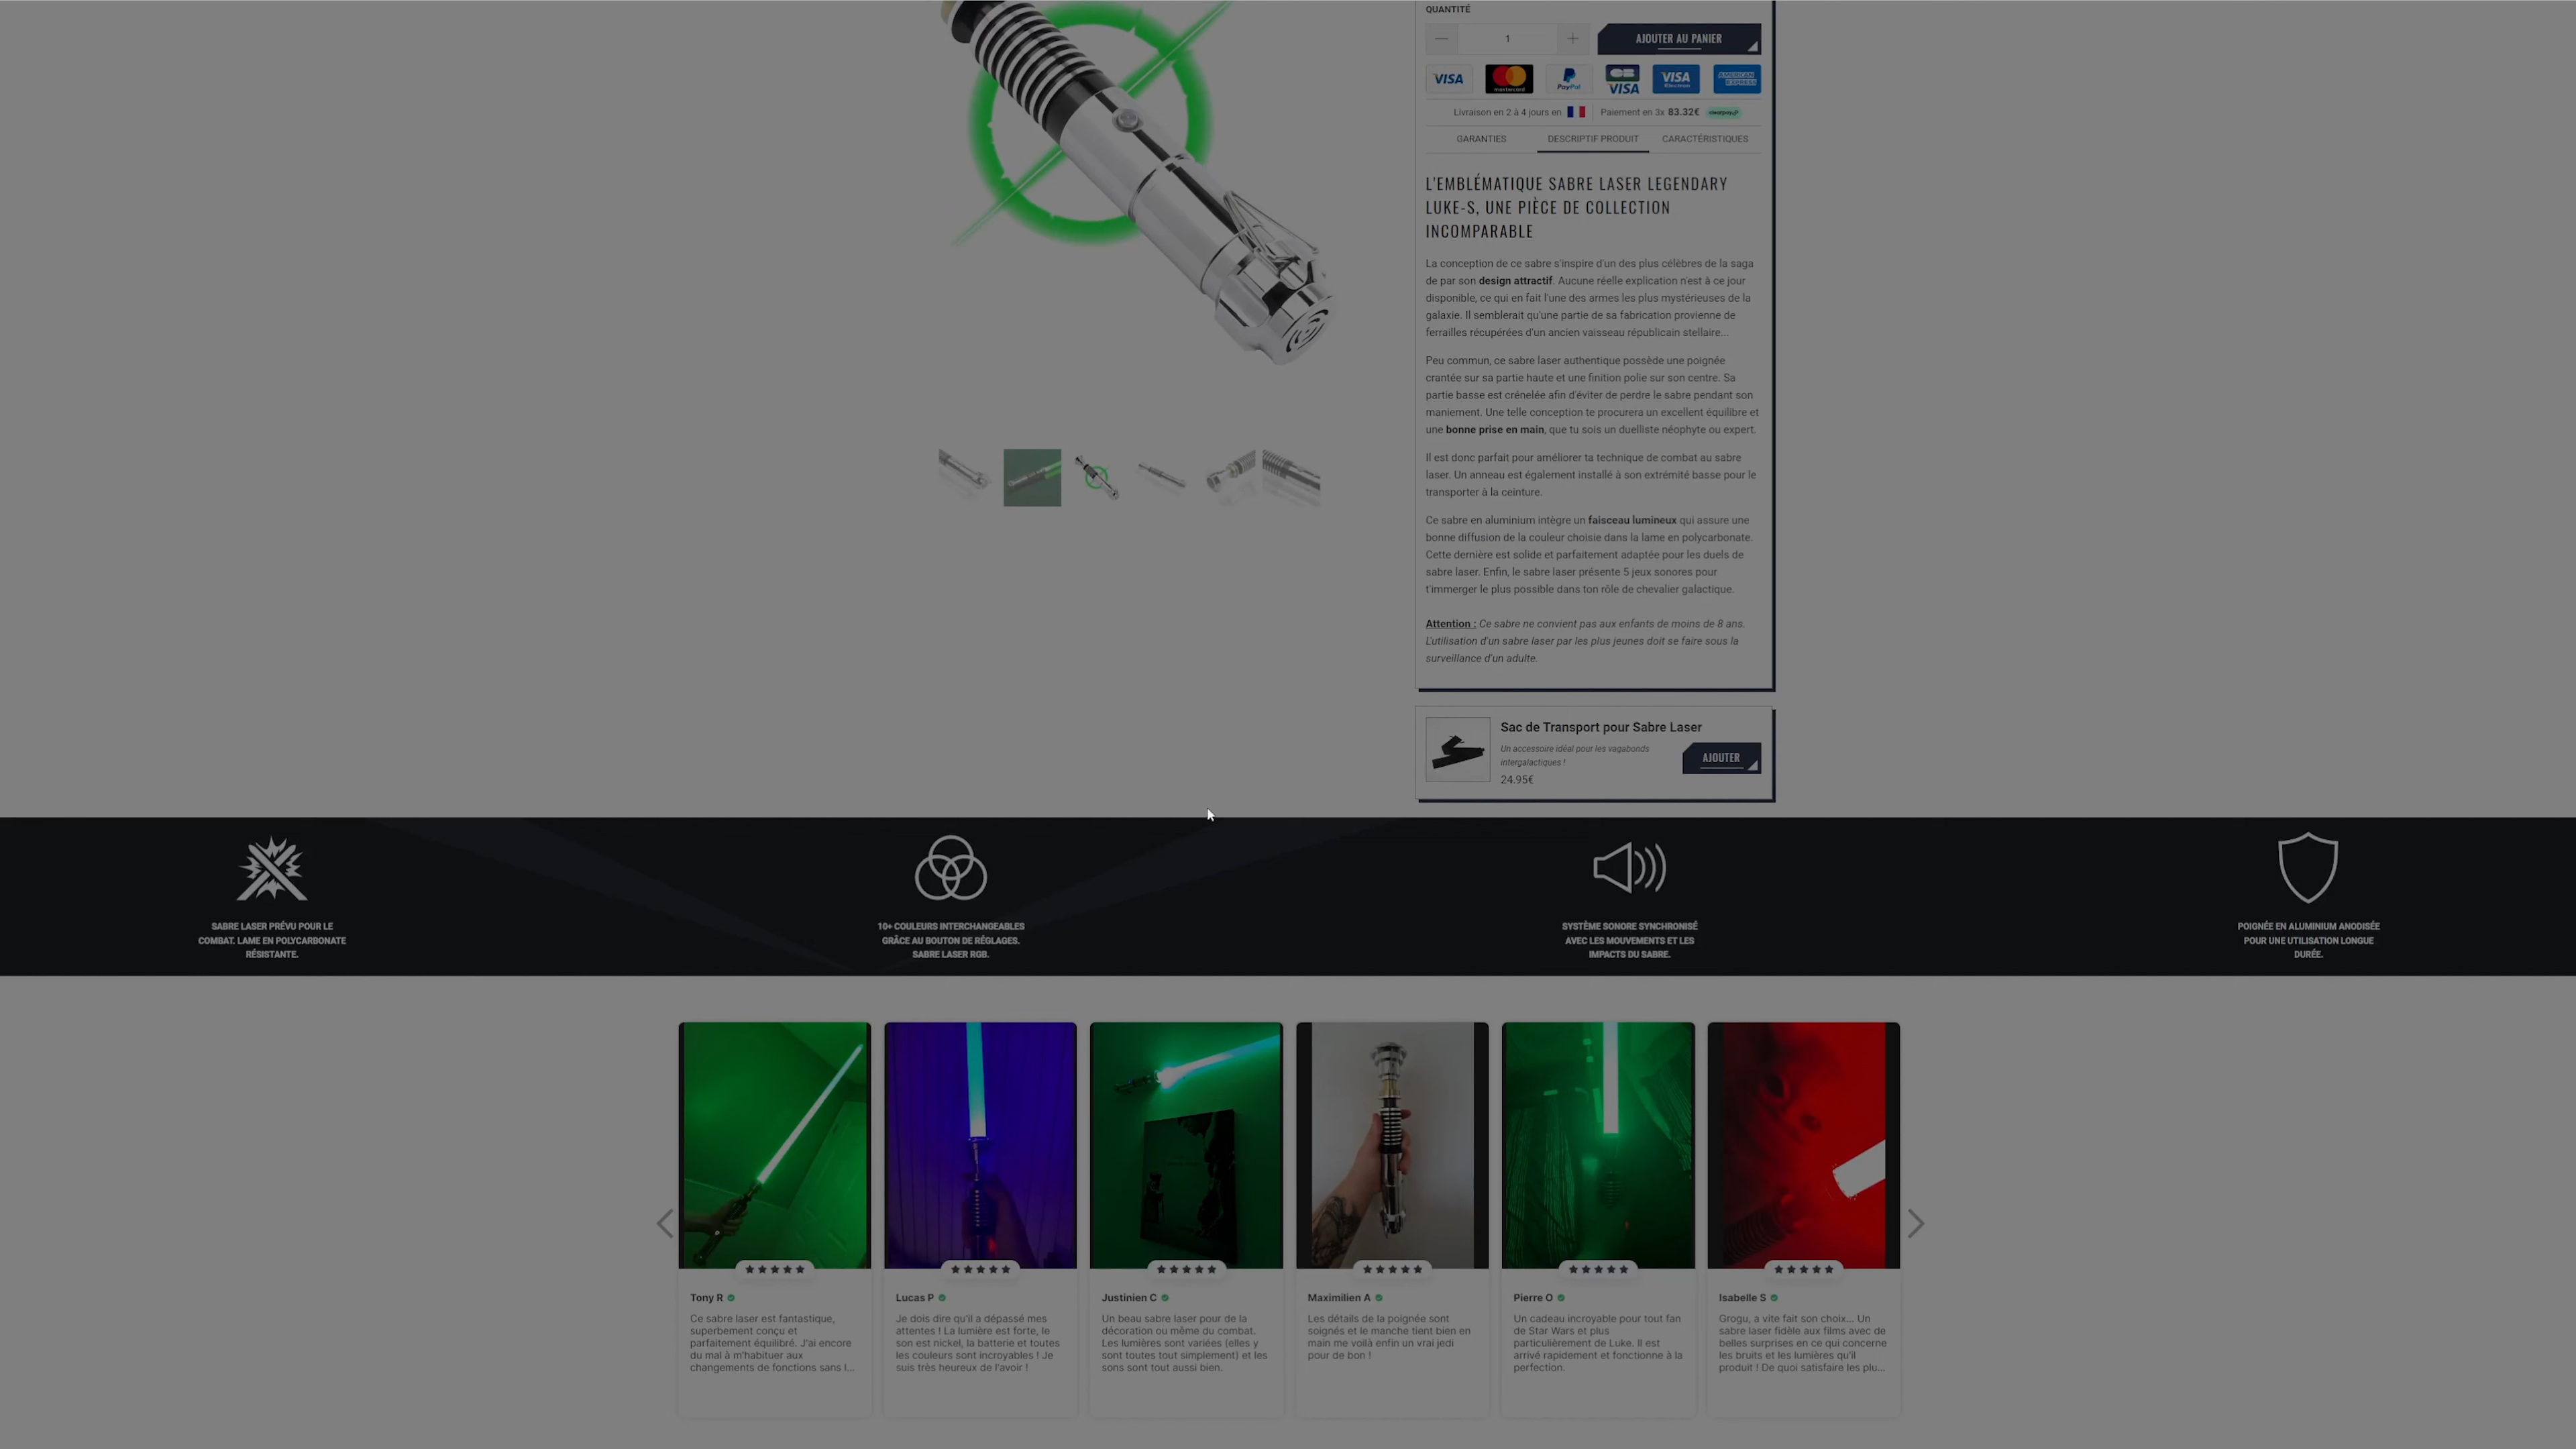 QUANTITÉ
1
AJOUTER AU PANIER
VISA
mastercard
PayPal
CB
VISA
VISA
Electron
AMERICAN
EXPRESS
Livraison en 2 à 4 jours en
Paiement en 3x 83.32€ clearpay
GARANTIES
DESCRIPTIF PRODUIT
CARACTÉRISTIQUES
L'EMBLÉMATIQUE SABRE LASER LEGENDARY
LUKE-S, UNE PIÈCE DE COLLECTION
INCOMPARABLE
La conception de ce sabre s'inspire d'un des plus célèbres de la saga
de par son design attractif. Aucune réelle explication n'est à ce jour
disponible, ce qui en fait l'une des armes les plus mystérieuses de la
galaxie. Il semblerait qu'une partie de sa fabrication provienne de
ferrailles récupérées d'un ancien vaisseau républicain stellaire...
Peu commun, ce sabre laser authentique possède une poignée
crantée sur sa partie haute et une finition polie sur son centre. Sa
partie basse est crénelée afin d'éviter de perdre le sabre pendant son
maniement. Une telle conception te procurera un excellent équilibre et
une bonne prise en main, que tu sois un duelliste néophyte ou expert.
Il est donc parfait pour améliorer ta technique de combat au sabre
laser. Un anneau est également installé à son extrémité basse pour le
transporter à la ceinture.
Ce sabre en aluminium intègre un faisceau lumineux qui assure une
bonne diffusion de la couleur choisie dans la lame en polycarbonate.
Cette dernière est solide et parfaitement adaptée pour les duels de
sabre laser. Enfin, le sabre laser présente 5 jeux sonores pour
t'immerger le plus possible dans ton rôle de chevalier galactique.
Attention : Ce sabre ne convient pas aux enfants de moins de 8 ans.
L'utilisation d'un sabre laser par les plus jeunes doit se faire sous la
surveillance d'un adulte.
Sac de Transport pour Sabre Laser
Un accessoire idéal pour les vagabonds
intergalactiques !
24.95€
AJOUTER
SABRE LASER PRÉVU POUR LE
COMBAT. LAME EN POLYCARBONATE
RÉSISTANTE.
10+ COULEURS INTERCHANGEABLES
GRÂCE AU BOUTON DE RÉGLAGES.
SABRE LASER RGB.
SYSTÈME SONORE SYNCHRONISÉ
AVEC LES MOUVEMENTS ET LES
IMPACTS DU SABRE.
POIGNÉE EN ALUMINIUM ANODISÉE
POUR UNE UTILISATION LONGUE
DURÉE.
Tony R
Ce sabre laser est fantastique,
superbement conçu et
parfaitement équilibré. J'ai encore
du mal à m'habituer aux
changements de fonctions sans l...
Lucas P
Je dois dire qu'il a dépassé mes
attentes ! La lumière est forte, le
son est nickel, la batterie et toutes
les couleurs sont incroyables ! Je
suis très heureux de l'avoir !
Justinien C
Un beau sabre laser pour de la
décoration ou même du combat.
Les lumières sont variées (elles y
sont toutes tout simplement) et les
sons sont tout aussi bien.
Maximilien A
Les détails de la poignée sont
soignés et le manche tient bien en
main me voilà enfin un vrai jedi
pour de bon !
Pierre O
Un cadeau incroyable pour tout fan
de Star Wars et plus
particulièrement de Luke. Il est
arrivé rapidement et fonctionne à la
perfection.
Isabelle S
Grogu, a vite fait son choix... Un
sabre laser fidèle aux films avec de
belles surprises en ce qui concerne
les bruits et les lumières qu'il
produit ! De quoi satisfaire les plu...